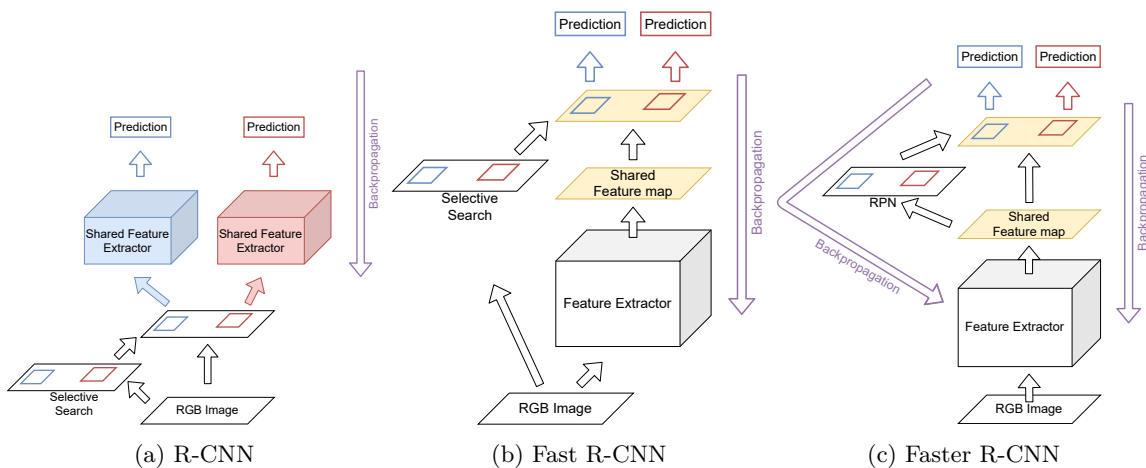 Prediction
Prediction
Shared Feature
Extractor
Shared Feature
Extractor
Backpropagation
Selective
Search
RGB Image
(a) R-CNN
Prediction
Prediction
Selective
Search
Shared
Feature map
Backpropagation
Feature Extractor
RGB Image
(b) Fast R-CNN
Prediction
Prediction
RPN
Shared
Feature map
Backpropagation
Backpropagation
Feature Extractor
RGB Image
(c) Faster R-CNN